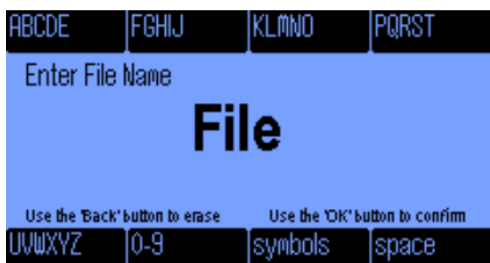 ABCDE FGHIJ KLMNO PQRST
Enter File Name
File
Use the 'Back' button to erase Use the 'OK' button to confirm
UVWXYZ 0-9 symbols space